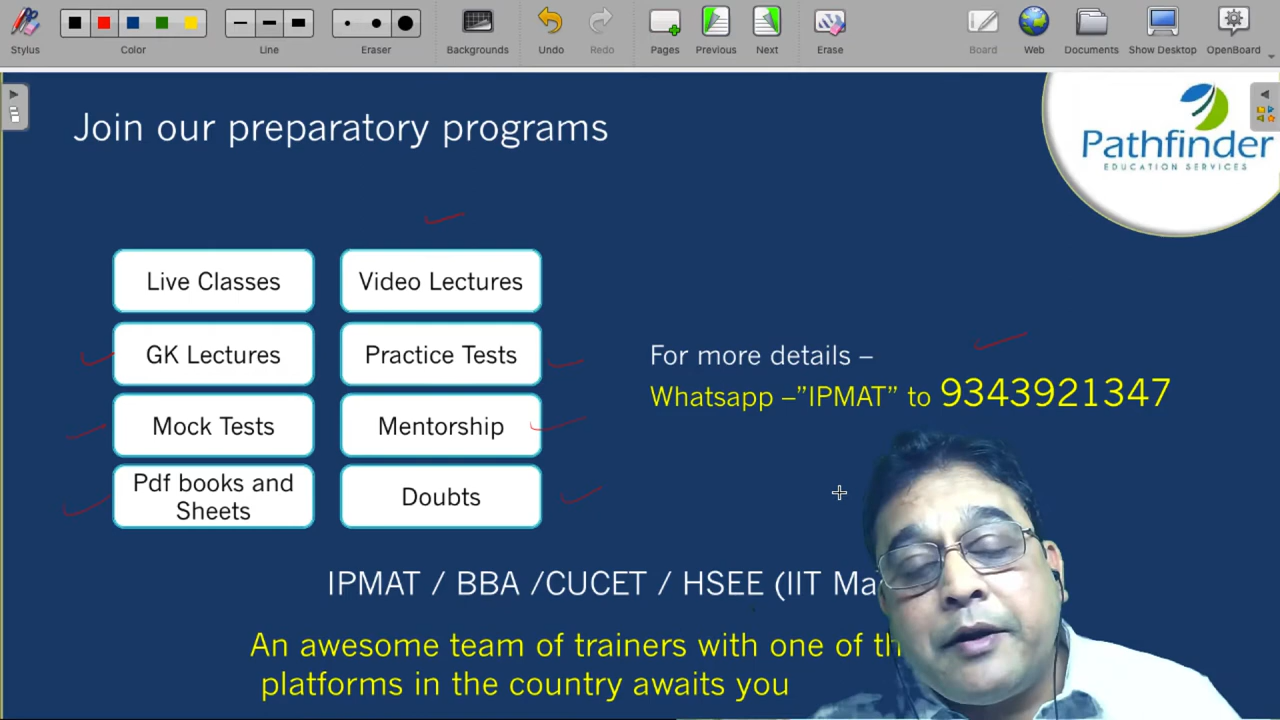 Stylus
Color
Line
Eraser
Backgrounds
Undo
Redo
Pages
Previous
Next
Erase
Board
Web
Documents
Show Desktop
OpenBoard
Join our preparatory programs
Pathfinder
EDUCATION SERVICES
Live Classes
Video Lectures
GK Lectures
Practice Tests
Mock Tests
Mentorship
Pdf books and
Sheets
Doubts
For more details –
Whatsapp –”IPMAT” to 9343921347
IPMAT / BBA /CUCET / HSEE (IIT Ma
An awesome team of trainers with one of th
platforms in the country awaits you